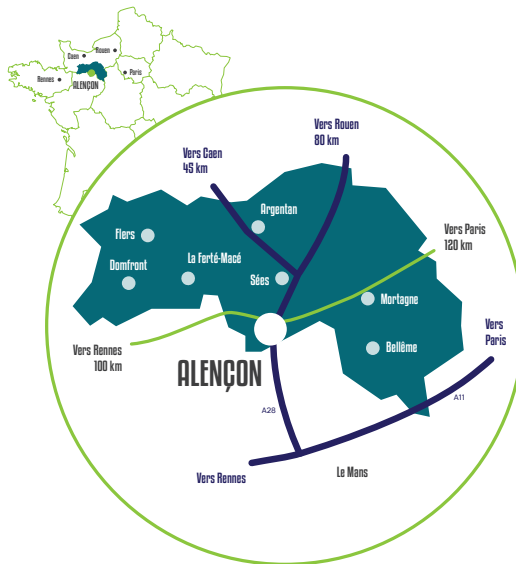 Rouen
Caen
Paris
Rennes
ALENÇON
Vers Rouen
80 km
Vers Caen
45 km
Argentan
Flers
Vers Paris
120 km
Domfront
La Ferté-Macé
Sées
Mortagne
Vers
Paris
Vers Rennes
100 km
Bellême
ALENÇON
A28
A11
Vers Rennes
Le Mans